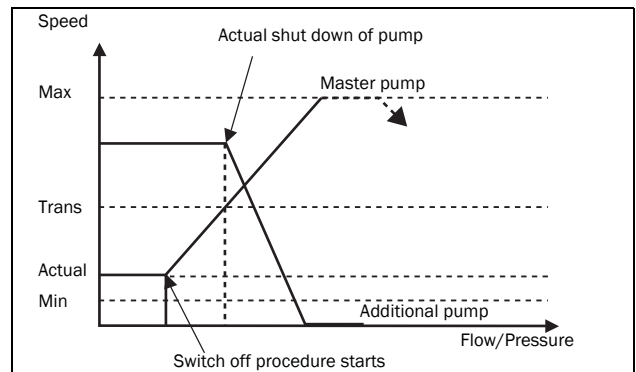 Speed
Actual shut down of pump
Master pump
Max
Trans
Actual
Min
Additional pump
Flow/Pressure
Switch off procedure starts